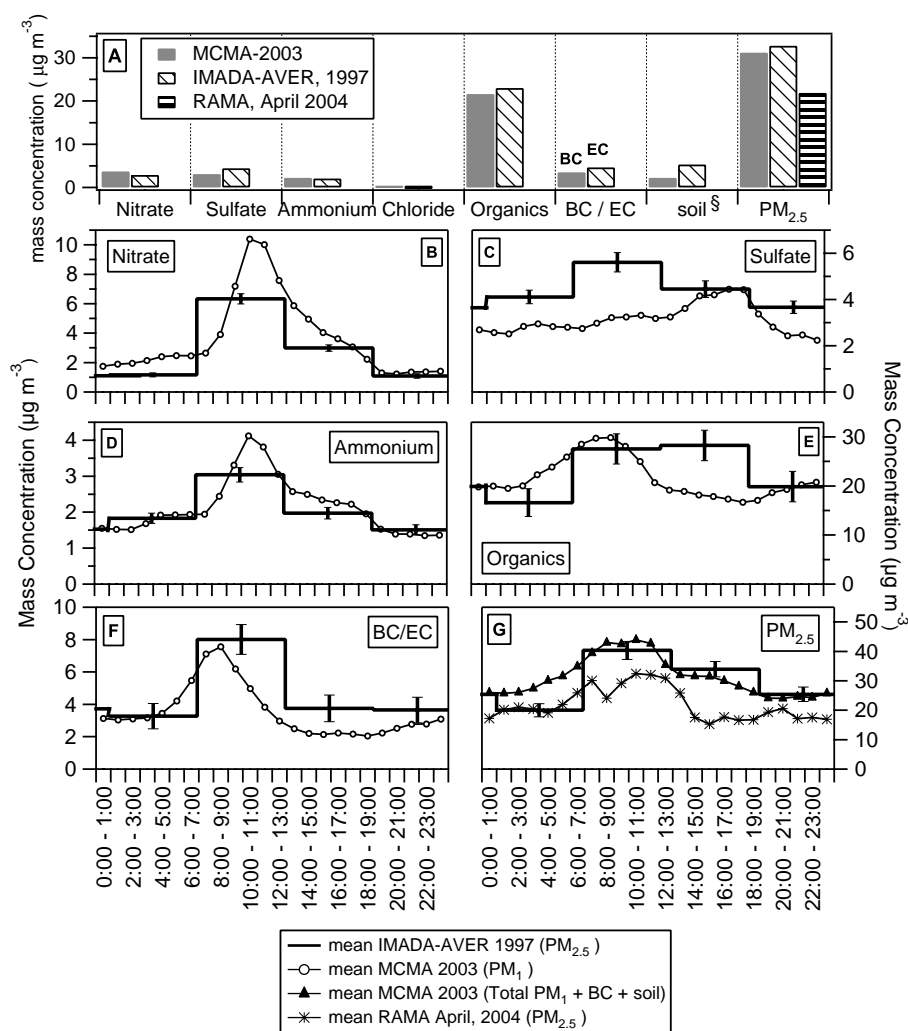 A
MCMA-2003
IMADA-AVER, 1997
RAMA, April 2004
mass concentration ( µg m-3)
30
20
10
0
BC
EC
Nitrate
Sulfate
Ammonium
Chloride
Organics
BC / EC
soil §
PM2.5
Nitrate
B
10
8
6
4
2
0
C
Sulfate
6
4
2
0
Mass Concentration (µg m-3)
D
Ammonium
4
3
2
1
0
E
Organics
30
20
10
0
Mass Concentration (µg m-3)
F
BC/EC
8
6
4
2
0
G
PM2.5
50
40
30
20
10
0
0:00 - 1:00
2:00 - 3:00
4:00 - 5:00
6:00 - 7:00
8:00 - 9:00
10:00 - 11:00
12:00 - 13:00
14:00 - 15:00
16:00 - 17:00
18:00 - 19:00
20:00 - 21:00
22:00 - 23:00
0:00 - 1:00
2:00 - 3:00
4:00 - 5:00
6:00 - 7:00
8:00 - 9:00
10:00 - 11:00
12:00 - 13:00
14:00 - 15:00
16:00 - 17:00
18:00 - 19:00
20:00 - 21:00
22:00 - 23:00
mean IMADA-AVER 1997 (PM2.5 )
mean MCMA 2003 (PM1 )
mean MCMA 2003 (Total PM1 + BC + soil)
mean RAMA April, 2004 (PM2.5 )